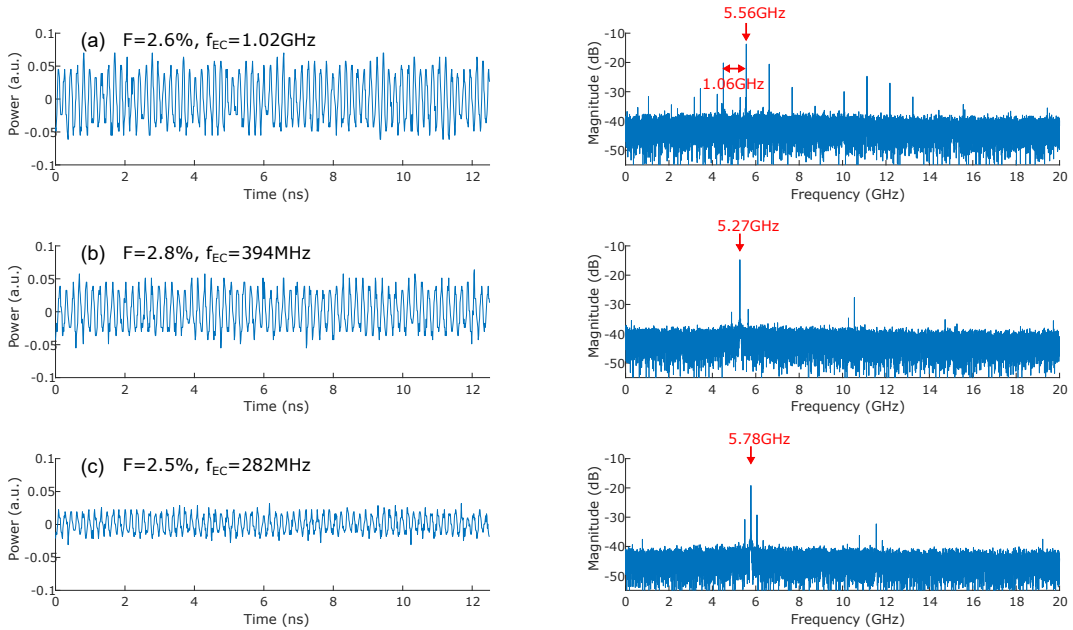 (a) F=2.6%, fEC=1.02GHz
0.1
0.05
0
-0.05
-0.1
Power (a.u.)
0 2 4 6 8 10 12
Time (ns)
5.56GHz
1.06GHz
-10
-20
-30
-40
-50
Magnitude (dB)
0 2 4 6 8 10 12 14 16 18 20
Frequency (GHz)
(b) F=2.8%, fEC=394MHz
0.1
0.05
0
-0.05
-0.1
Power (a.u.)
0 2 4 6 8 10 12
Time (ns)
5.27GHz
-10
-20
-30
-40
-50
Magnitude (dB)
0 2 4 6 8 10 12 14 16 18 20
Frequency (GHz)
(c) F=2.5%, fEC=282MHz
0.1
0.05
0
-0.05
-0.1
Power (a.u.)
0 2 4 6 8 10 12
Time (ns)
5.78GHz
-10
-20
-30
-40
-50
Magnitude (dB)
0 2 4 6 8 10 12 14 16 18 20
Frequency (GHz)